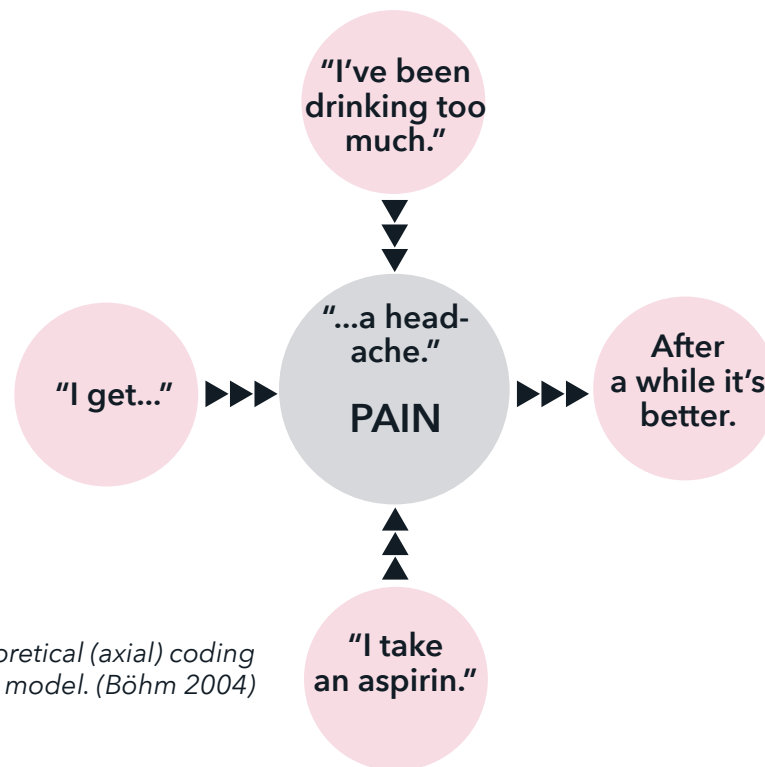 “I’ve been
drinking too
much.”
“...a head-
ache.”
PAIN
“I get...”
After
a while it’s
better.
“I take
an aspirin.”
(axial) coding
model. (Böhm 2004)